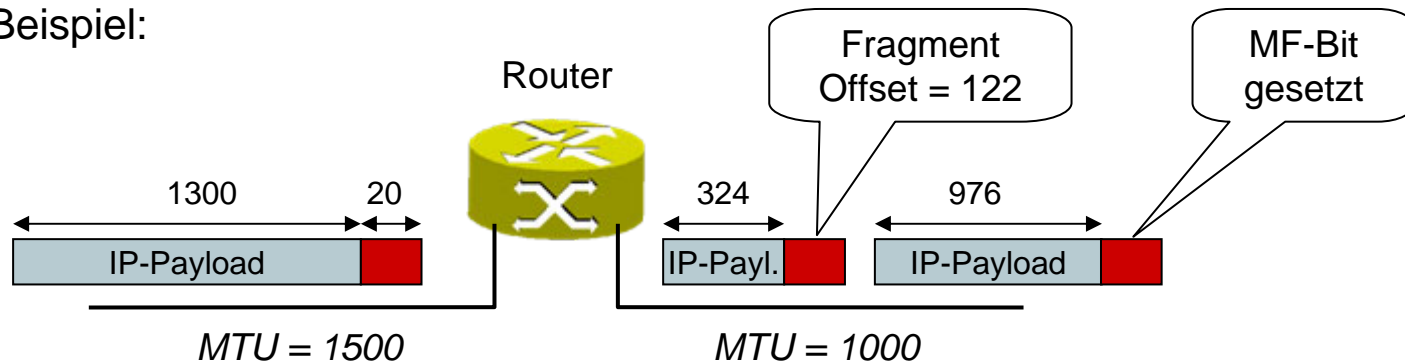 Beispiel:
Router
Fragment
Offset = 122
MF-Bit
gesetzt
1300
20
324
976
IP-Payload
IP-Payl.
IP-Payload
MTU = 1500
MTU = 1000